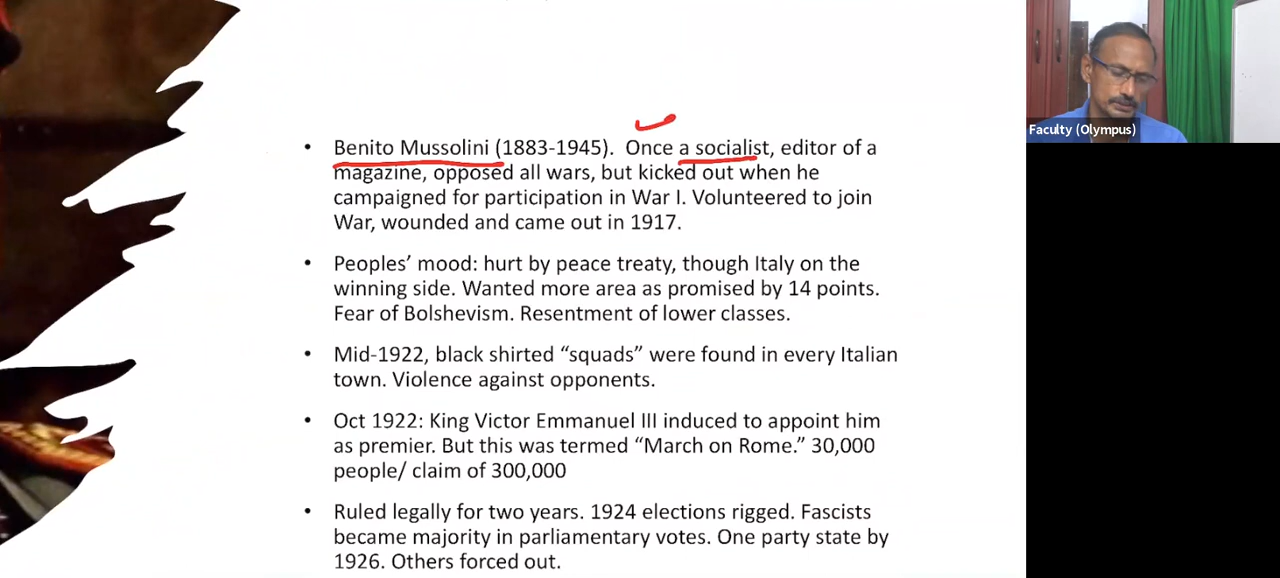 • Benito Mussolini (1883-1945). Once a socialist, editor of a
magazine, opposed all wars, but kicked out when he
campaigned for participation in War I. Volunteered to join
War, wounded and came out in 1917.
• Peoples’ mood: hurt by peace treaty, though Italy on the
winning side. Wanted more area as promised by 14 points.
Fear of Bolshevism. Resentment of lower classes.
• Mid-1922, black shirted “squads” were found in every Italian
town. Violence against opponents.
• Oct 1922: King Victor Emmanuel III induced to appoint him
as premier. But this was termed “March on Rome.” 30,000
people/ claim of 300,000
• Ruled legally for two years. 1924 elections rigged. Fascists
became majority in parliamentary votes. One party state by
1926. Others forced out.
Faculty (Olympus)